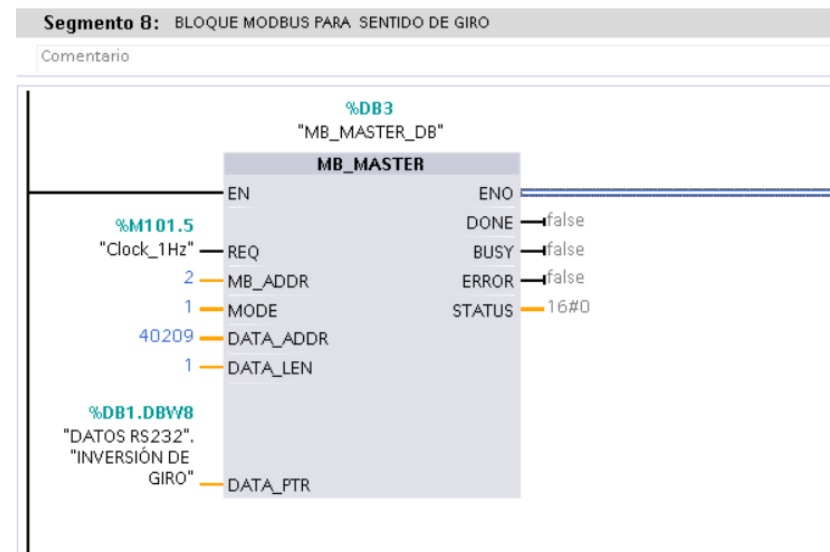 Segmento 8: BLOQUE MODBUS PARA SENTIDO DE GIRO
Comentario
%DB3
"MB_MASTER_DB"
MB_MASTER
EN ENO
DONE false
%M101.5
"Clock_1Hz" REQ BUSY false
2 MB_ADDR ERROR false
1 MODE STATUS 16#0
40209 DATA_ADDR
1 DATA_LEN
%DB1.DBW8
"DATOS RS232".
"INVERSIÓN DE
GIRO" DATA_PTR